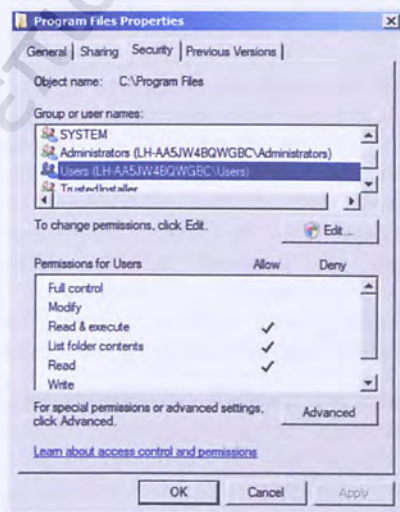 Program Files Properties
General Sharing Security Previous Versions
Object name: C:\Program Files
Group or user names:
SYSTEM
Administrators (LH-AA5JW4BQWGBC\Administrators)
Users (LH-AA5JW4BQWGBC\Users)
TrustedInstaller
To change permissions, click Edit.
Edit...
Permissions for Users Allow Deny
Full control
Modify
Read & execute
List folder contents
Read
Write
For special permissions or advanced settings, click Advanced.
Advanced
Learn about access control and permissions
OK Cancel Apply